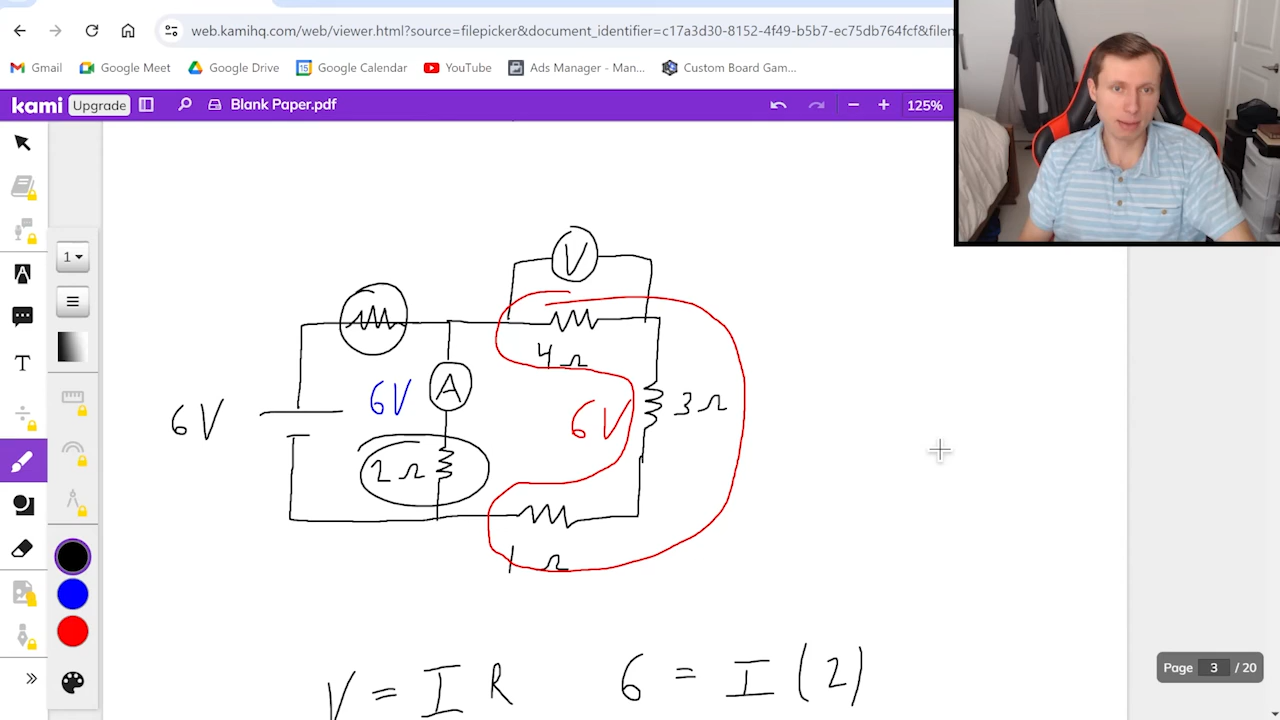 web.kamihq.com/web/viewer.html?source=filepicker&document_identifier=c17a3d30-8152-4f49-b5b7-ec75db764fcf&filen
Gmail Google Meet Google Drive 15 Google Calendar YouTube Ads Manager - Man... Custom Board Gam...
kami Upgrade Blank Paper.pdf 125%
1
A
T
V
4 Ω
6V
6V
A
6V
3 Ω
2 Ω
1 Ω
V = I R 6 = I (2)
Page 3 / 20